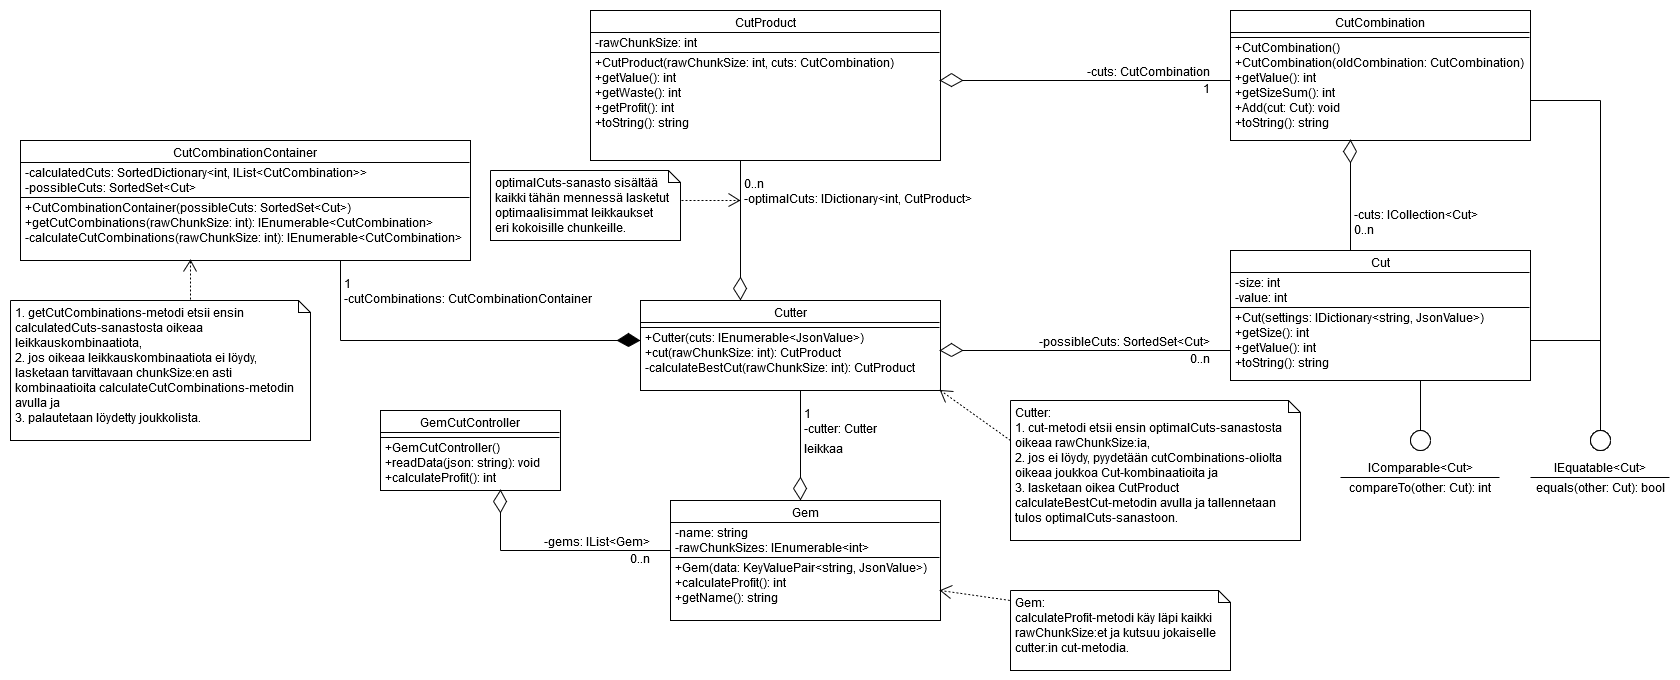 CutProduct
-rawChunkSize: int
+CutProduct(rawChunkSize: int, cuts: CutCombination)
+getValue(): int
+getWaste(): int
+getProfit(): int
+toString(): string
-cuts: CutCombination
1
CutCombination
+CutCombination()
+CutCombination(oldCombination: CutCombination)
+getValue(): int
+getSizeSum(): int
+Add(cut: Cut): void
+toString(): string
CutCombinationContainer
-calculatedCuts: SortedDictionary<int, IList<CutCombination>>
-possibleCuts: SortedSet<Cut>
+CutCombinationContainer(possibleCuts: SortedSet<Cut>)
+getCutCombinations(rawChunkSize: int): IEnumerable<CutCombination>
-calculateCutCombinations(rawChunkSize: int): IEnumerable<CutCombination>
optimalCuts-sanasto sisältää
kaikki tähän mennessä lasketut
optimaalisimmat leikkaukset
eri kokoisille chunkeille.
0..n
-optimalCuts: IDictionary<int, CutProduct>
-cuts: ICollection<Cut>
0..n
1. getCutCombinations-metodi etsii ensin
calculatedCuts-sanastosta oikeaa
leikkauskombinaatiota,
2. jos oikeaa leikkauskombinaatiota ei löydy,
lasketaan tarvittavaan chunkSize:en asti
kombinaatioita calculateCutCombinations-metodin
avulla ja
3. palautetaan löydetty joukkolista.
1
-cutCombinations: CutCombinationContainer
Cutter
+Cutter(cuts: IEnumerable<JsonValue>)
+cut(rawChunkSize: int): CutProduct
-calculateBestCut(rawChunkSize: int): CutProduct
-possibleCuts: SortedSet<Cut>
0..n
Cut
-size: int
-value: int
+Cut(settings: IDictionary<string, JsonValue>)
+getSize(): int
+getValue(): int
+toString(): string
GemCutController
+GemCutController()
+readData(json: string): void
+calculateProfit(): int
1
-cutter: Cutter
leikkaa
Cutter:
1. cut-metodi etsii ensin optimalCuts-sanastosta
oikeaa rawChunkSize:ia,
2. jos ei löydy, pyydetään cutCombinations-oliolta
oikeaa joukkoa Cut-kombinaatioita ja
3. lasketaan oikea CutProduct
calculateBestCut-metodin avulla ja tallennetaan
tulos optimalCuts-sanastoon.
IComparable<Cut>
compareTo(other: Cut): int
IEquatable<Cut>
equals(other: Cut): bool
-gems: IList<Gem>
0..n
Gem
-name: string
-rawChunkSizes: IEnumerable<int>
+Gem(data: KeyValuePair<string, JsonValue>)
+calculateProfit(): int
+getName(): string
Gem:
calculateProfit-metodi käy läpi kaikki
rawChunkSize:et ja kutsuu jokaiselle
cutter:in cut-metodia.